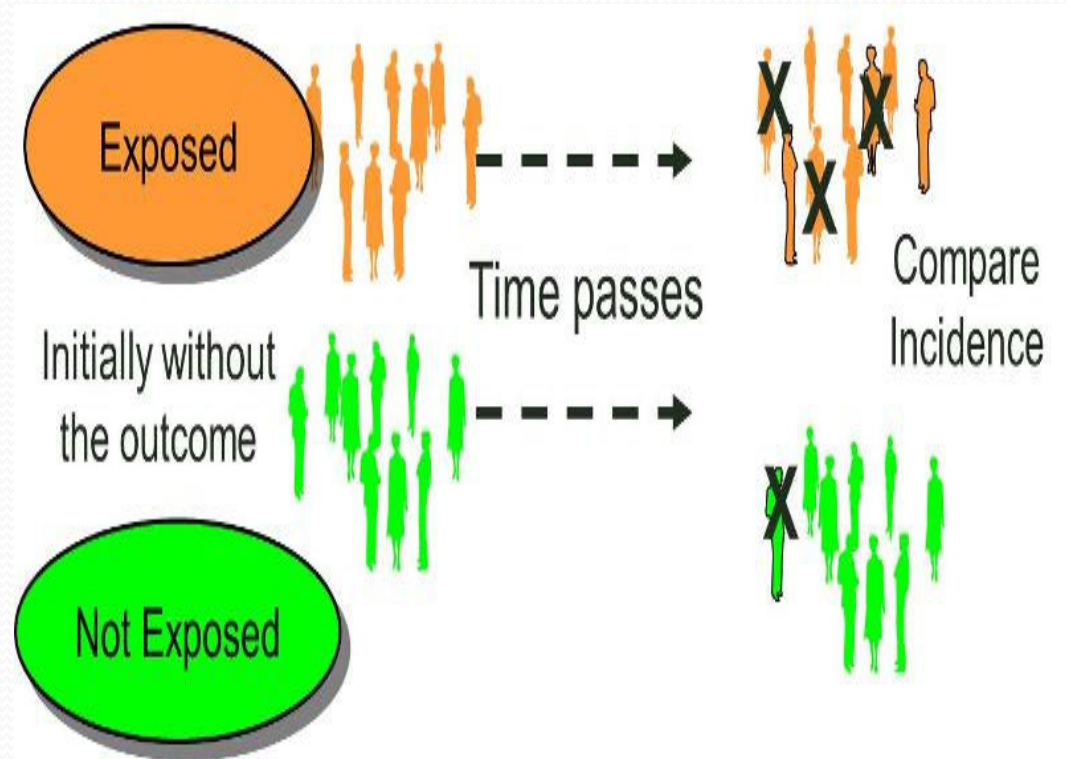 Exposed
Time passes
Compare
Incidence
Initially without
the outcome
Not Exposed
X
X
X
X